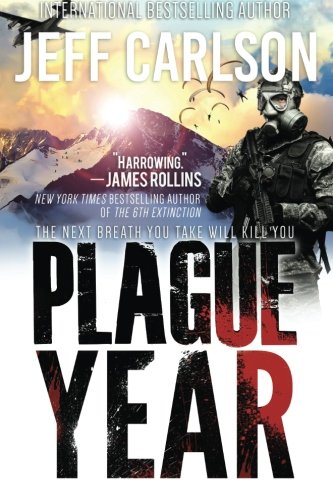 INTERNATIONAL BESTSELLING AUTHOR
JEFF CARLSON
"HARROWING."
— JAMES ROLLINS
NEW YORK TIMES BESTSELLING AUTHOR
OF THE 6TH EXTINCTION
THE NEXT BREATH YOU TAKE WILL KILL YOU
PLAGUE
YEAR